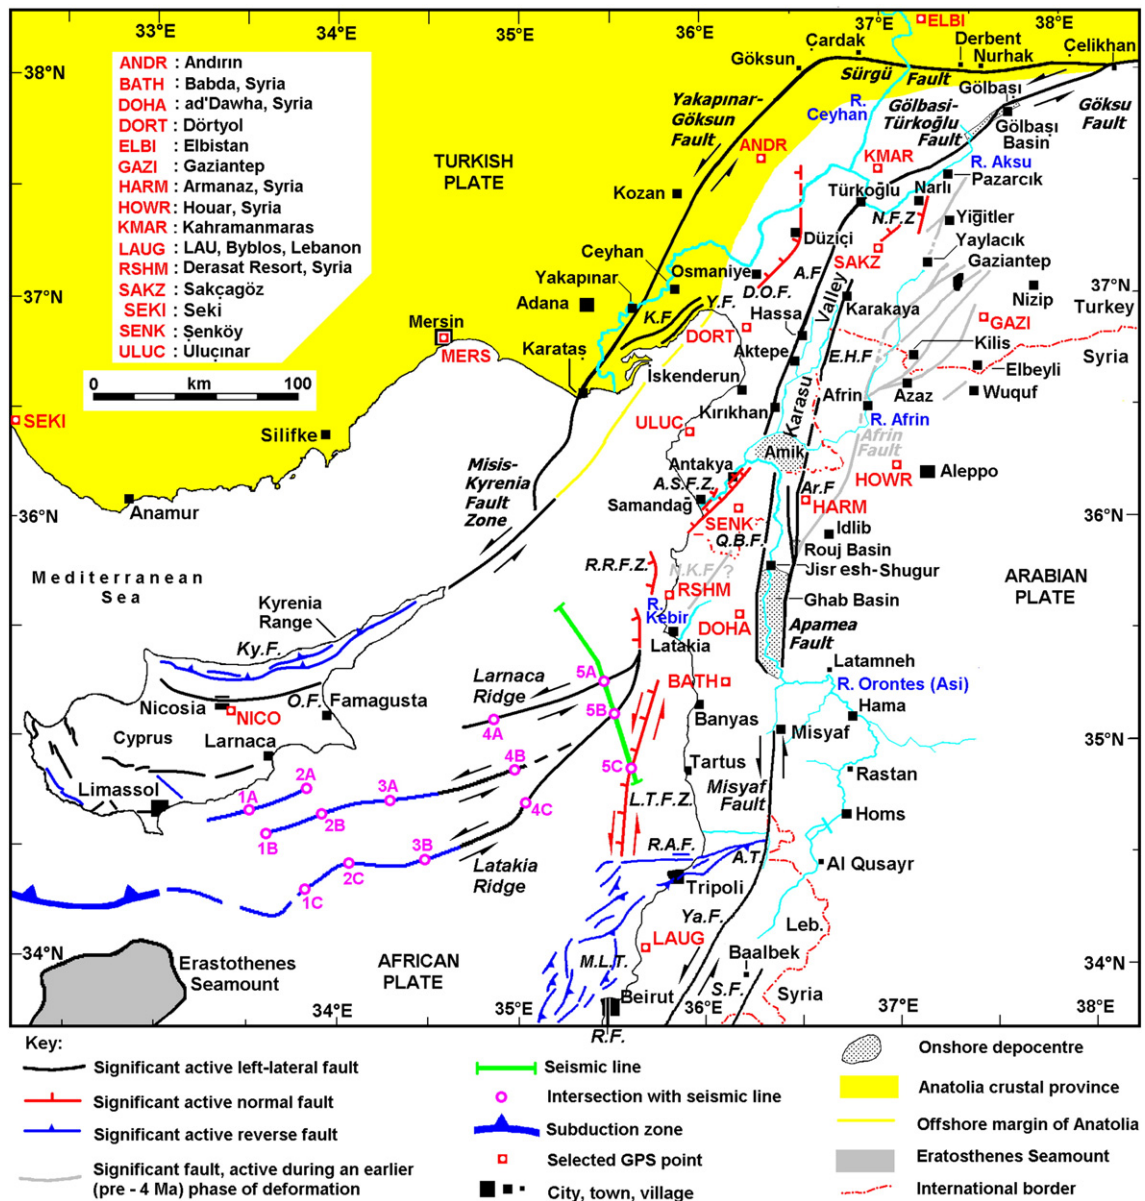 33°E
34°E
35°E
36°E
37°E
38°E
ELBI
Çardak
Derbent
Nurhak
Çelikhan
Göksun
Sürgü
Fault
38°N
38°N
ANDR : Andırın
BATH : Babda, Syria
DOHA : ad'Dawha, Syria
DORT : Dörtyol
ELBI : Elbistan
GAZI : Gaziantep
HARM : Armanaz, Syria
HOWR : Houar, Syria
KMAR : Kahramanmaras
LAUG : LAU, Byblos, Lebanon
RSHM : Derasat Resort, Syria
SAKZ : Sakçagöz
SEKI : Seki
SENK : Şenköy
ULUC : Uluçınar
0
km
100
Yakapınar-
Göksun
Fault
R.
Ceyhan
Gölbasi-
Türkoğlu
Fault
Gölbaşı
Gölbaşı
Basin
Göksu
Fault
TURKISH
PLATE
ANDR
KMAR
R. Aksu
Pazarcık
Kozan
Türkoğlu
Narlı
N.F.Z
Yiğitler
Düziçi
SAKZ
Yaylacık
Ceyhan
Osmaniye
A.F
Gaziantep
37°N
Yakapınar
Adana
D.O.F.
Valley
Karakaya
Nizip
37°N
Y.F.
K.F
Hassa
GAZI
Turkey
Mersin
MERS
Karataş
DORT
Aktepe
E.H.F
Kilis
Syria
İskenderun
Elbeyli
Afrin
Azaz
Wuquf
SEKI
Silifke
ULUC
Kırıkhan
Karasu
R. Afrin
Afrin
Fault
Amik
Misis-
Kyrenia
Fault
Zone
Antakya
HOWR
Aleppo
A.S.F.Z.
Ar.F
Anamur
36°N
Samandağ
SENK
HARM
36°N
Q.B.F.
Idlib
Rouj Basin
R.R.F.Z.
N.K.F. ?
Jisr esh-Shugur
Mediterranean
Sea
ARABIAN
PLATE
RSHM
Ghab Basin
Kyrenia
Range
R.
Kebir
DOHA
Apamea
Fault
Ky.F.
Latakia
Latamneh
5A
BATH
R. Orontes (Asi)
Larnaca
Ridge
O.F.
Famagusta
Nicosia
NICO
5B
Banyas
Hama
4A
Misyaf
Cyprus
Larnaca
4B
35°N
35°N
5C
Tartus
Rastan
2A
3A
Misyaf
Fault
Limassol
1A
4C
L.T.F.Z.
Homs
2B
1B
3B
R.A.F.
A.T.
Latakia
Ridge
Al Qusayr
2C
Tripoli
1C
Ya.F.
Leb.
34°N
LAUG
Baalbek
34°N
Erastothenes
Seamount
AFRICAN
PLATE
M.L.T.
S.F.
Syria
Beirut
33°E
34°E
35°E
36°E
37°E
38°E
R.F.
Key:
Significant active left-lateral fault
Significant active normal fault
Significant active reverse fault
Significant fault, active during an earlier
(pre - 4 Ma) phase of deformation
Seismic line
Intersection with seismic line
Subduction zone
Selected GPS point
City, town, village
Onshore depocentre
Anatolia crustal province
Offshore margin of Anatolia
Eratosthenes Seamount
International border